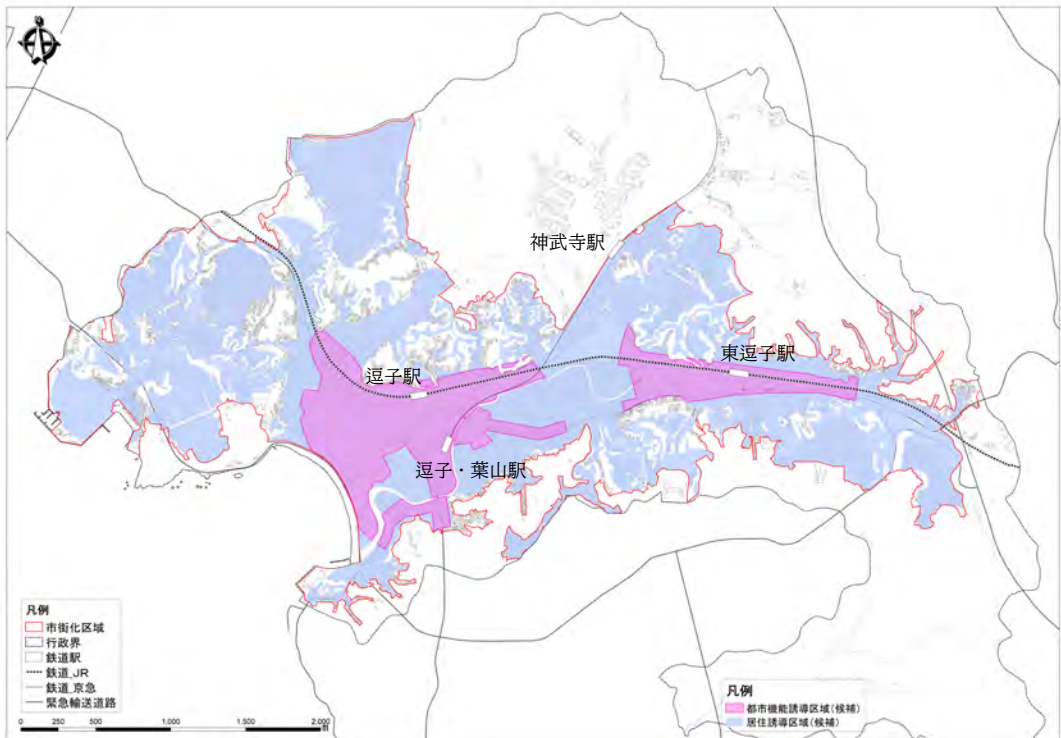 神武寺駅
東逗子駅
逗子駅
逗子・葉山駅
凡例
市街化区域
行政界
鉄道駅
鉄道_JR
鉄道_京急
緊急輸送道路
0 250 500 1,000 1,500 2,000
m
凡例
都市機能誘導区域(候補)
居住誘導区域(候補)